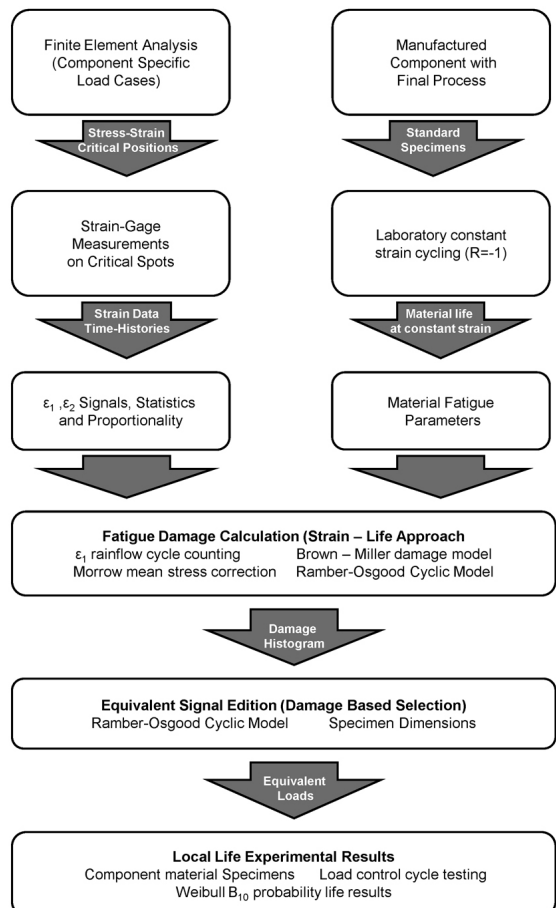 Finite Element Analysis
(Component Specific
Load Cases)
Manufactured
Component with
Final Process
Stress-Strain
Critical Positions
Standard
Specimens
Strain-Gage
Measurements
on Critical Spots
Laboratory constant
strain cycling (R=-1)
Strain Data
Time-Histories
Material life
at constant strain
ε₁ ,ε₂ Signals, Statistics
and Proportionality
Material Fatigue
Parameters
Fatigue Damage Calculation (Strain – Life Approach
ε₁ rainflow cycle counting Brown – Miller damage model
Morrow mean stress correction Ramber-Osgood Cyclic Model
Damage
Histogram
Equivalent Signal Edition (Damage Based Selection)
Ramber-Osgood Cyclic Model Specimen Dimensions
Equivalent
Loads
Local Life Experimental Results
Component material Specimens Load control cycle testing
Weibull B₁₀ probability life results